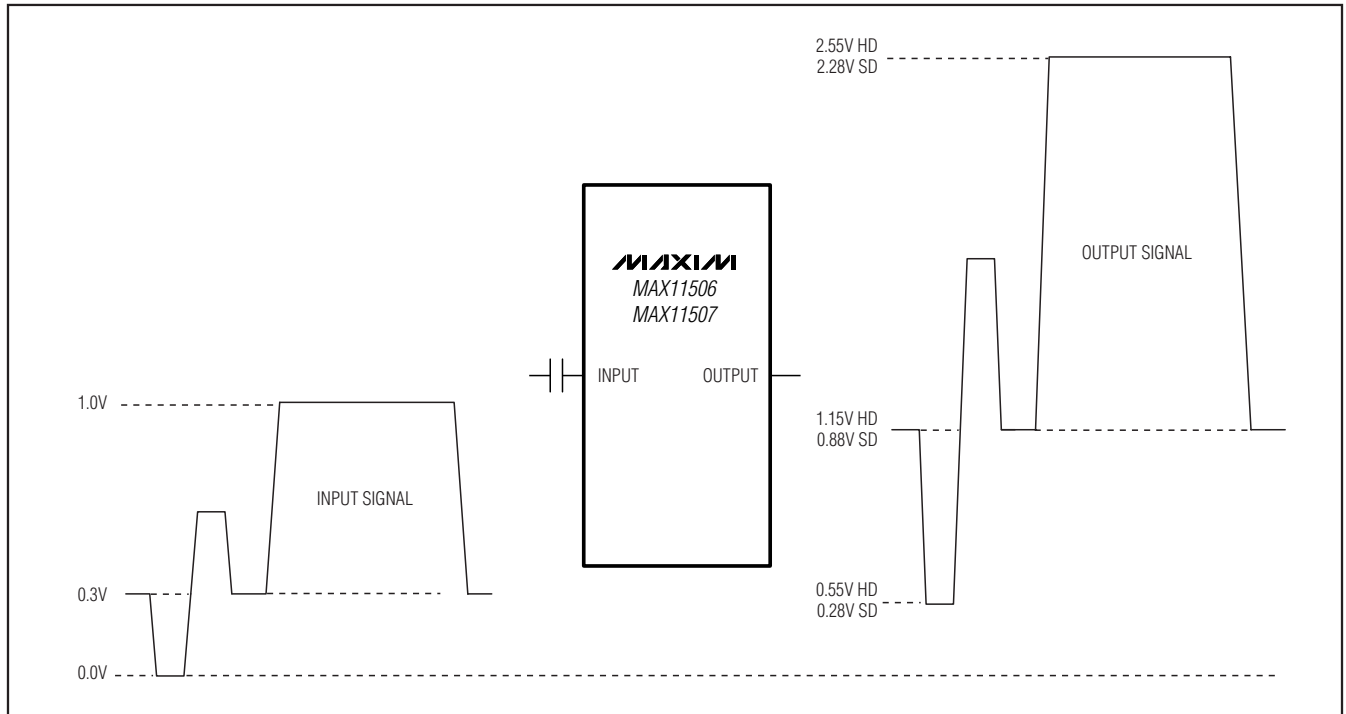 2.55V HD
2.28V SD
MAXIM
MAX11506
MAX11507
OUTPUT SIGNAL
INPUT
OUTPUT
1.0V
1.15V HD
0.88V SD
INPUT SIGNAL
0.3V
0.55V HD
0.28V SD
0.0V